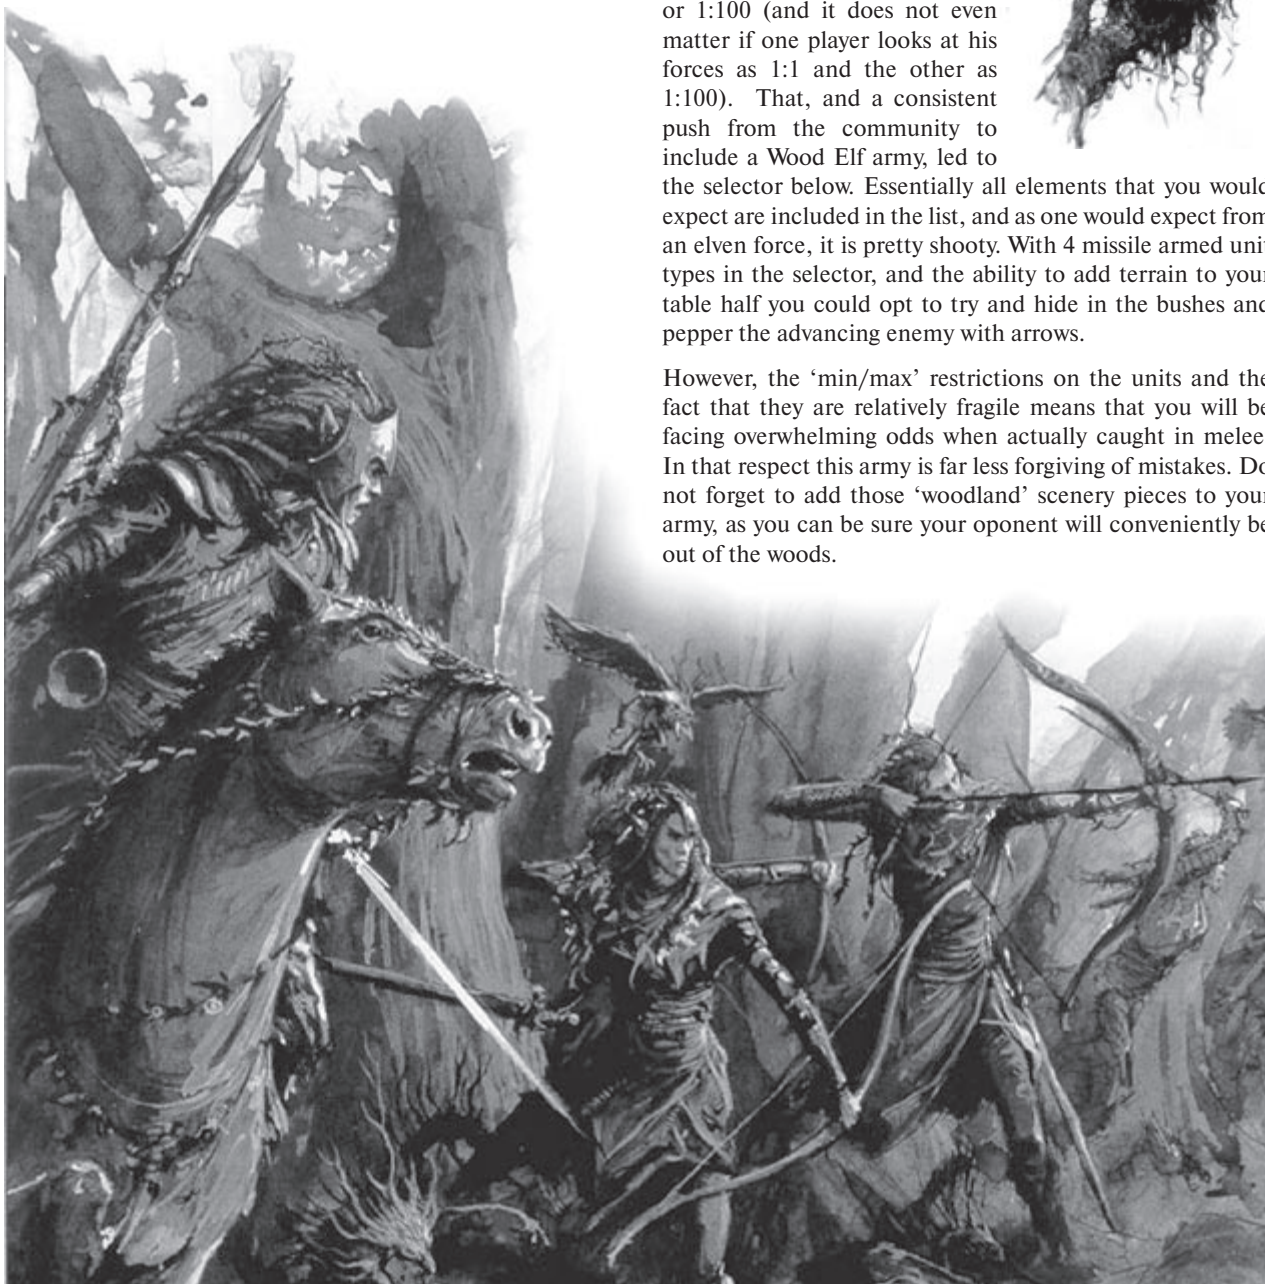 or 1:100 (and it does not even
matter if one player looks at his
forces as 1:1 and the other as
1:100). That, and a consistent
push from the community to
include a Wood Elf army, led to
the selector below. Essentially all elements that you would
expect are included in the list, and as one would expect from
an elven force, it is pretty shooty. With 4 missile armed unit
types in the selector, and the ability to add terrain to your
table half you could opt to try and hide in the bushes and
pepper the advancing enemy with arrows.
However, the ‘min/max’ restrictions on the units and the
fact that they are relatively fragile means that you will be
facing overwhelming odds when actually caught in melee.
In that respect this army is far less forgiving of mistakes. Do
not forget to add those ‘woodland’ scenery pieces to your
army, as you can be sure your oponent will conveniently be
out of the woods.